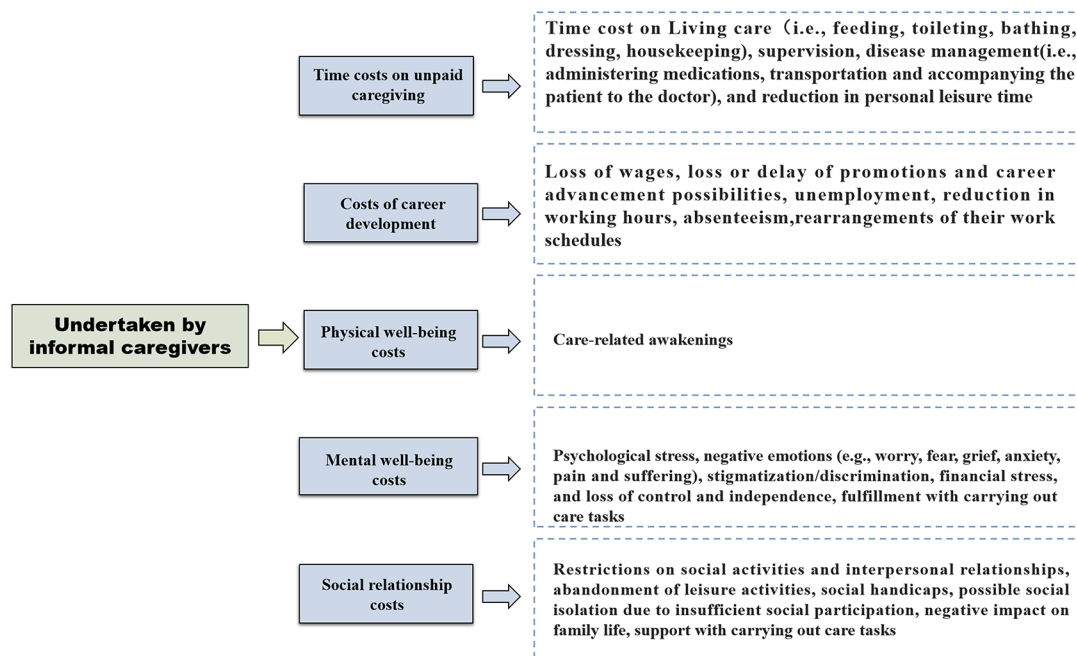 Time costs on unpaid
caregiving
Time cost on Living care（i.e., feeding, toileting, bathing,
dressing, housekeeping), supervision, disease management(i.e.,
administering medications, transportation and accompanying the
patient to the doctor), and reduction in personal leisure time
Costs of career
development
Loss of wages, loss or delay of promotions and career
advancement possibilities, unemployment, reduction in
working hours, absenteeism,rearrangements of their work
schedules
Undertaken by
informal caregivers
Physical well-being
costs
Care-related awakenings
Mental well-being
costs
Psychological stress, negative emotions (e.g., worry, fear, grief, anxiety,
pain and suffering), stigmatization/discrimination, financial stress,
and loss of control and independence, fulfillment with carrying out
care tasks
Social relationship
costs
Restrictions on social activities and interpersonal relationships,
abandonment of leisure activities, social handicaps, possible social
isolation due to insufficient social participation, negative impact on
family life, support with carrying out care tasks